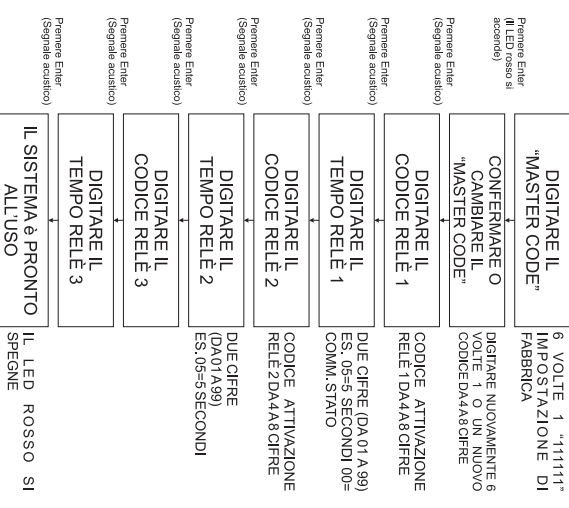 DIGITARE IL
"MASTER CODE"
6 VOLTE 1 "111111"
IMPOSTAZIONE DI
FABBRICA
Premere Enter
(Il LED rosso si
accende)
CONFERMARE O
CAMBIARE IL
"MASTER CODE"
DIGITARE NUOVAMENTE 6
VOLTE 1 O UN NUOVO
CODICE DA 4 A 8 CIFRE
Premere Enter
(Segnale acustico)
DIGITARE IL
CODICE RELÈ 1
CODICE ATTIVAZIONE
RELÈ 1 DA 4 A 8 CIFRE
Premere Enter
(Segnale acustico)
DIGITARE IL
TEMPO RELÈ 1
DUE CIFRE (DA 01 A 99)
ES. 05=5 SECONDI 00=
COMM. STATO
Premere Enter
(Segnale acustico)
DIGITARE IL
CODICE RELÈ 2
CODICE ATTIVAZIONE
RELÈ 2 DA 4 A 8 CIFRE
Premere Enter
(Segnale acustico)
DIGITARE IL
TEMPO RELÈ 2
DUE CIFRE
(DA 01 A 99)
ES. 05=5 SECONDI
Premere Enter
(Segnale acustico)
DIGITARE IL
CODICE RELÈ 3
Premere Enter
(Segnale acustico)
DIGITARE IL
TEMPO RELÈ 3
Premere Enter
(Segnale acustico)
IL SISTEMA è PRONTO
ALL'USO
IL LED ROSSO SI
SPEGNE